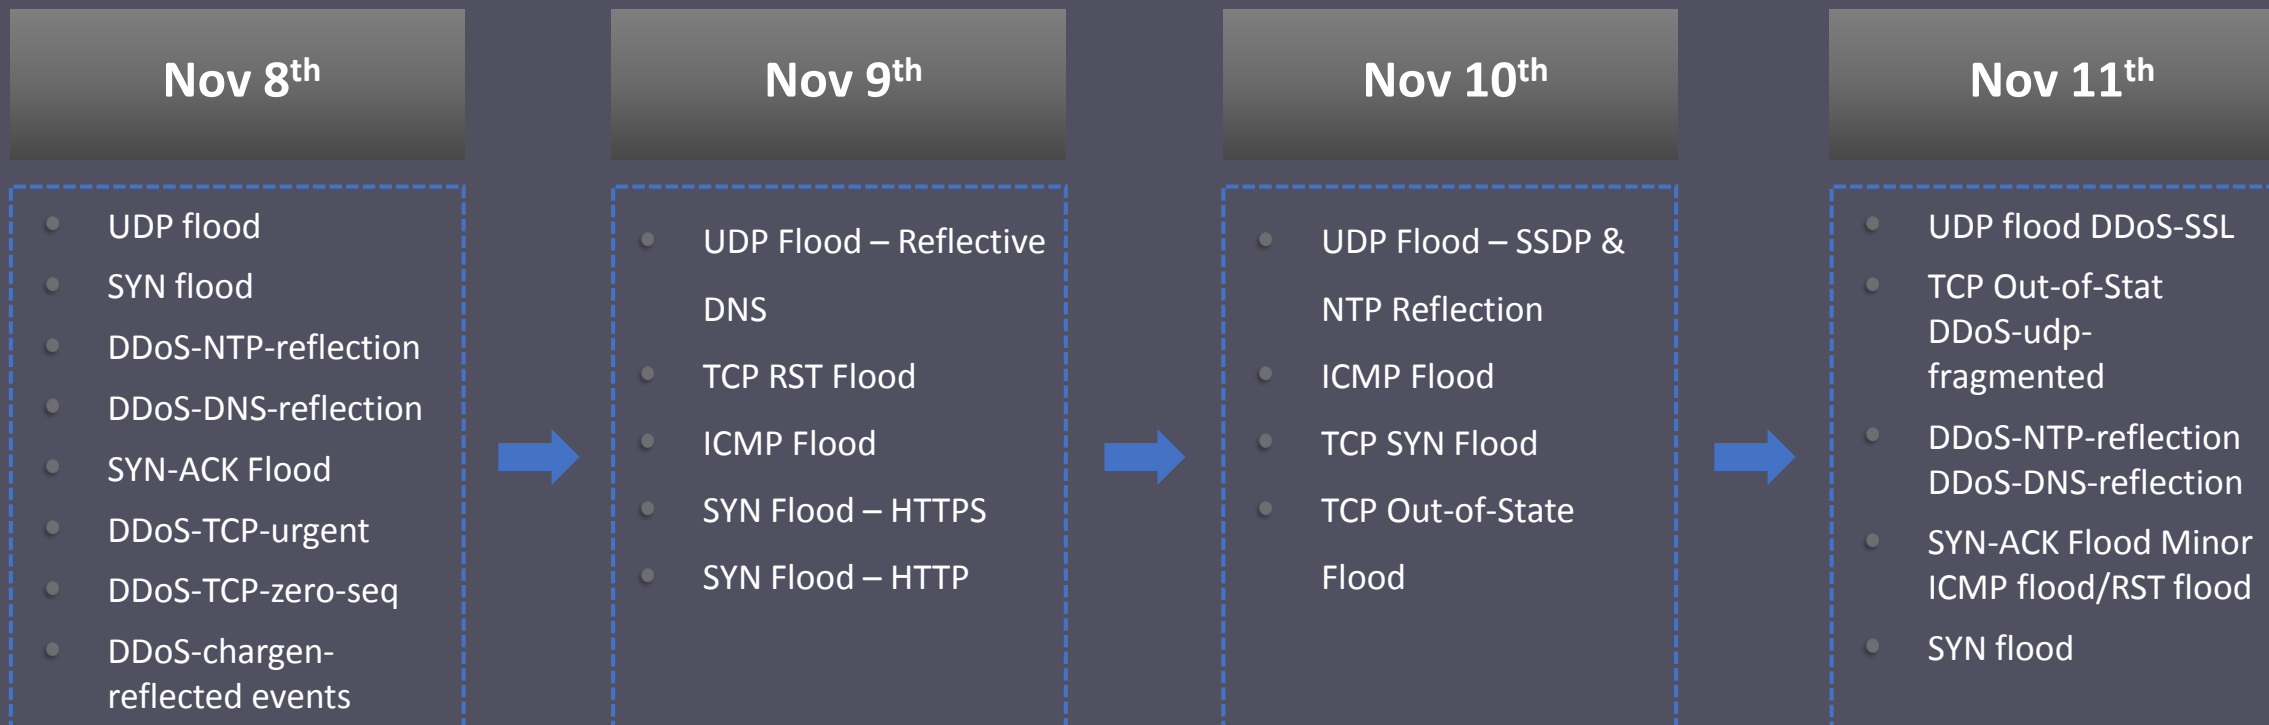 Nov 8th
UDP flood
SYN flood
DDoS-NTP-reflection
DDoS-DNS-reflection
SYN-ACK Flood
DDoS-TCP-urgent
DDoS-TCP-zero-seq
DDoS-chargen-
reflected events
Nov 9th
UDP Flood – Reflective
DNS
TCP RST Flood
ICMP Flood
SYN Flood – HTTPS
SYN Flood – HTTP
Nov 10th
UDP Flood – SSDP &
NTP Reflection
ICMP Flood
TCP SYN Flood
TCP Out-of-State
Flood
Nov 11th
UDP flood DDoS-SSL
TCP Out-of-Stat
DDoS-udp-
fragmented
DDoS-NTP-reflection
DDoS-DNS-reflection
SYN-ACK Flood Minor
ICMP flood/RST flood
SYN flood